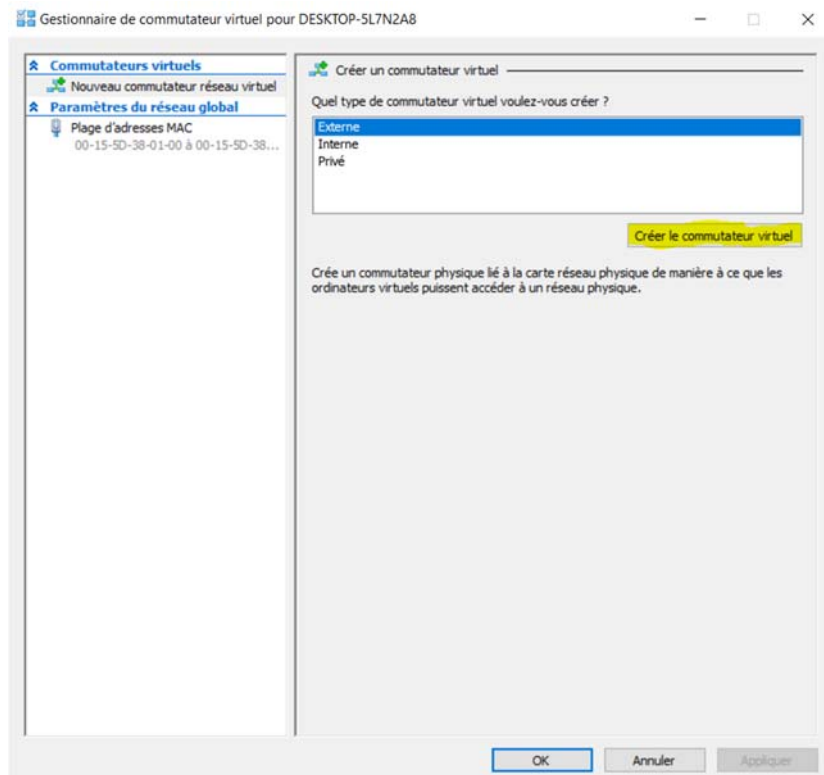 Gestionnaire de commutateur virtuel pour DESKTOP-5L7N2A8
Commutateurs virtuels
Nouveau commutateur réseau virtuel
Paramètres du réseau global
Plage d'adresses MAC
00-15-5D-38-01-00 à 00-15-5D-38...
Créer un commutateur virtuel
Quel type de commutateur virtuel voulez-vous créer ?
Externe
Interne
Privé
Créer le commutateur virtuel
Crée un commutateur physique lié à la carte réseau physique de manière à ce que les
ordinateurs virtuels puissent accéder à un réseau physique.
OK
Annuler
Appliquer